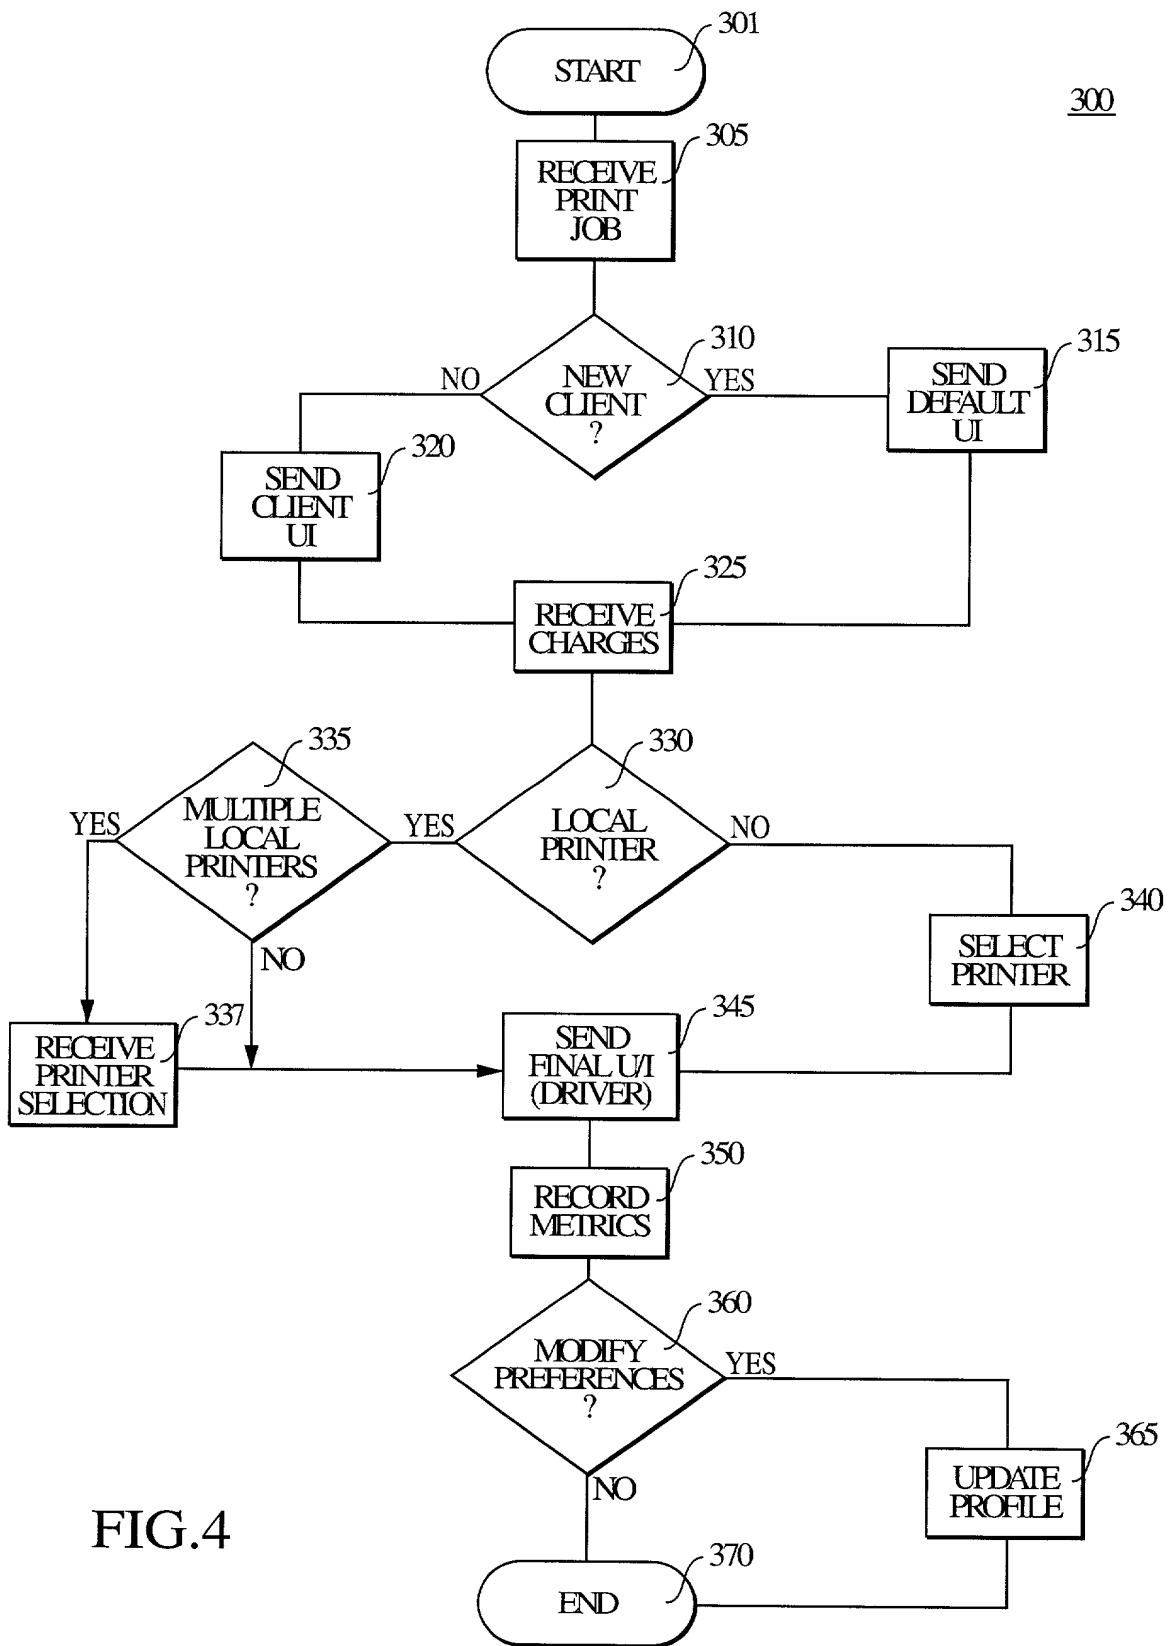 301
START
300
305
RECEIVE
PRINT
JOB
310
315
NO
NEW
CLIENT
?
YES
SEND
DEFAULT
UI
320
SEND
CLIENT
UI
325
RECEIVE
CHARGES
335
330
YES
MULTIPLE
LOCAL
PRINTERS
?
YES
LOCAL
PRINTER
?
NO
340
SELECT
PRINTER
NO
337
345
RECEIVE
PRINTER
SELECTION
SEND
FINAL U/I
(DRIVER)
350
RECORD
METRICS
360
MODIFY
PREFERENCES
?
YES
365
UPDATE
PROFILE
NO
FIG.4
370
END